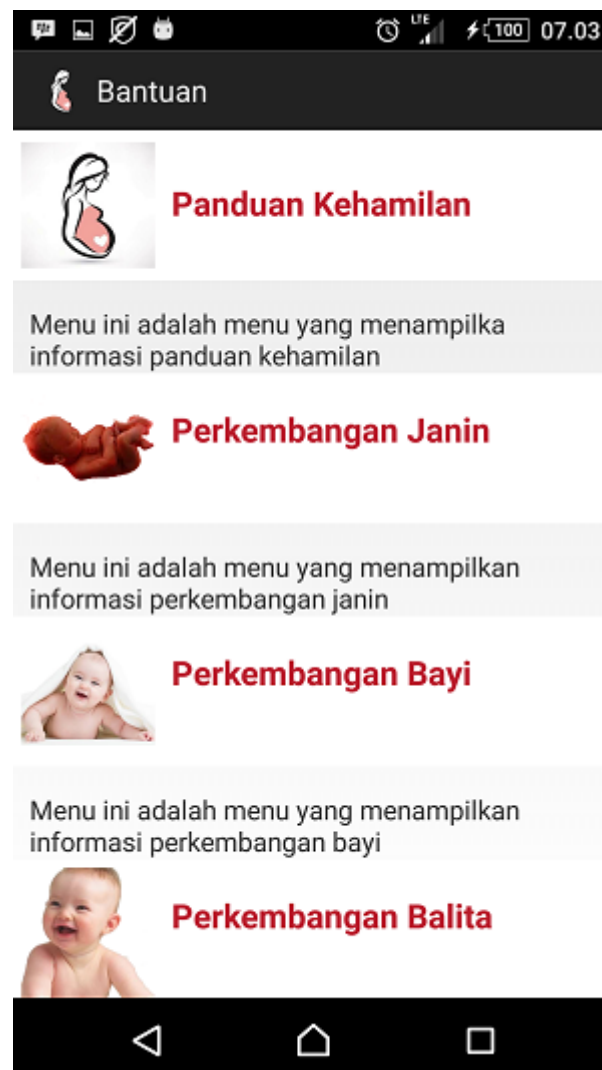 LTE 100 07.03
Bantuan
Panduan Kehamilan
Menu ini adalah menu yang menampilka
informasi panduan kehamilan
Perkembangan Janin
Menu ini adalah menu yang menampilkan
informasi perkembangan janin
Perkembangan Bayi
Menu ini adalah menu yang menampilkan
informasi perkembangan bayi
Perkembangan Balita